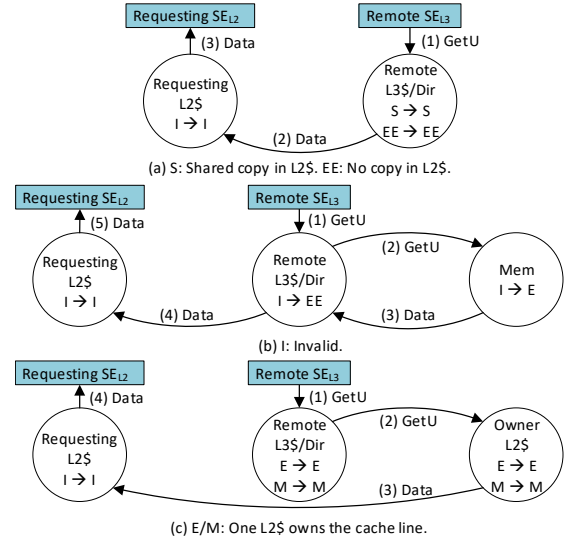 Requesting SEL2
Remote SEL3
(3) Data
(1) GetU
Requesting
L2$
I → I
Remote
L3$/Dir
S → S
EE → EE
(2) Data
(a) S: Shared copy in L2$. EE: No copy in L2$.
Requesting SEL2
Remote SEL3
(5) Data
(1) GetU
(2) GetU
Requesting
L2$
I → I
Remote
L3$/Dir
I → EE
Mem
I → E
(4) Data
(3) Data
(b) I: Invalid.
Requesting SEL2
Remote SEL3
(4) Data
(1) GetU
(2) GetU
Requesting
L2$
I → I
Remote
L3$/Dir
E → E
M → M
Owner
L2$
E → E
M → M
(3) Data
(c) E/M: One L2$ owns the cache line.